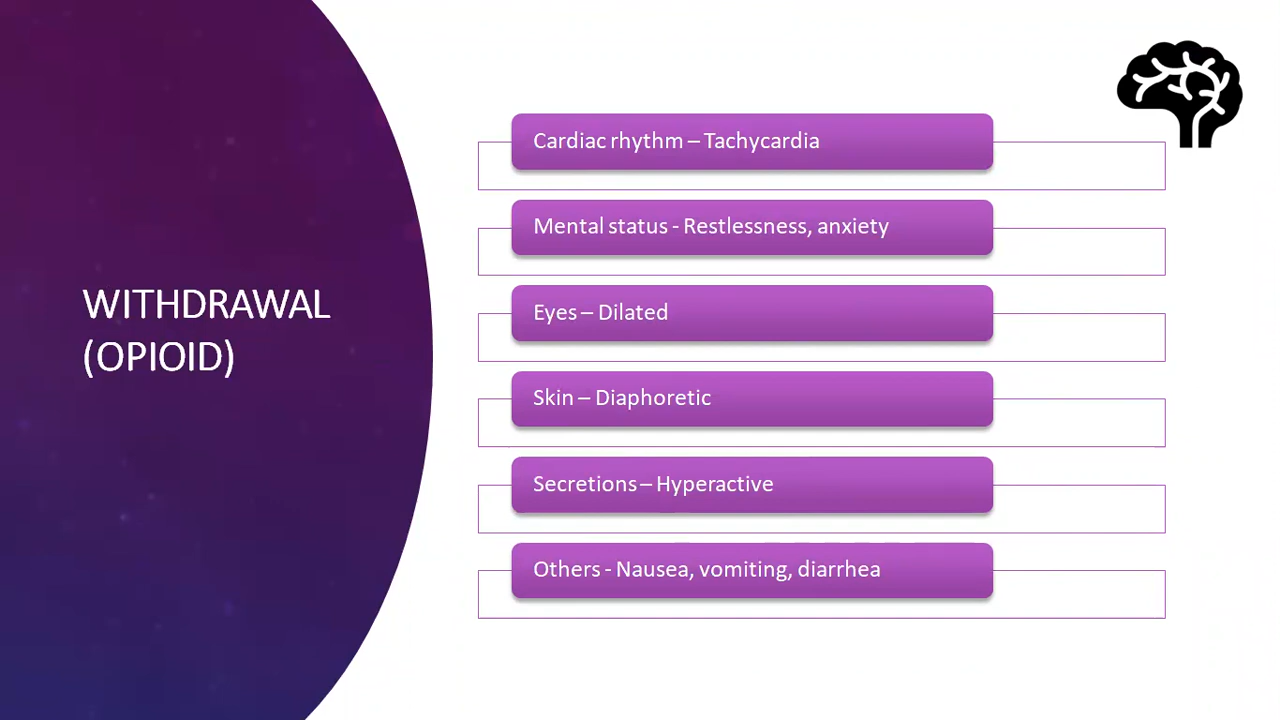 WITHDRAWAL
(OPIOID)
Cardiac rhythm – Tachycardia
Mental status - Restlessness, anxiety
Eyes – Dilated
Skin – Diaphoretic
Secretions – Hyperactive
Others - Nausea, vomiting, diarrhea